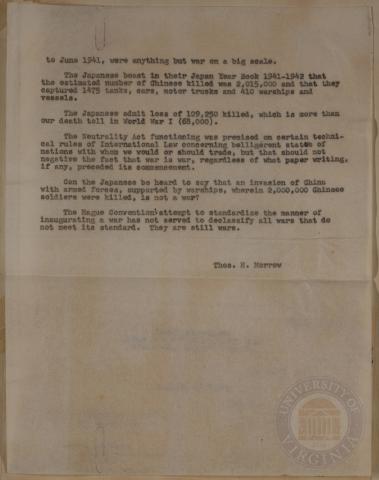 to June 1941, were anything but war on a big scale.
The Japanese boast in their Japan Year Book 1941-1942 that
the estimated number of Chinese killed was 2,015,000 and that they
captured 1475 tanks, cars, motor trucks and 410 warships and
vessels.
The Japanese admit loss of 109,250 killed, which is more than
our death toll in World War I (68,000).
The Neutrality Act functioning was premised on certain techni-
cal rules of International Law concerning belligerent status of
nations with whom we would or should trade, but that should not
negative the fact that war is war, regardless of what paper writing,
if any, preceded its commencement.
Can the Japanese be heard to say that an invasion of China
with armed forces, supported by warships, wherein 2,000,000 Chinese
soldiers were killed, is not a war?
The Hague Convention attempt to standardize the manner of
inaugurating a war has not served to declassify all wars that do
not meet its standard. They are still wars.
Thos. H. Morrow
UNIVERSITY OF VIRGINIA